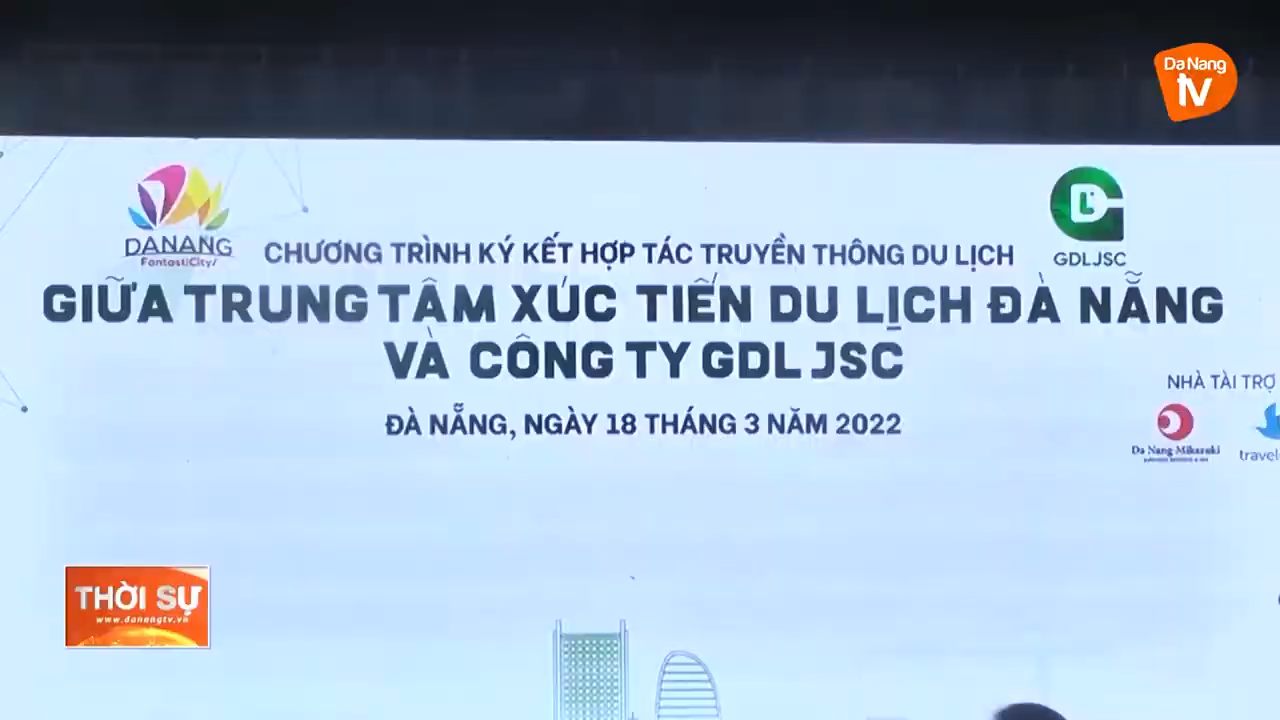 Da Nang
tv
DANANG
FantastiCity!
GDL JSC
CHƯƠNG TRÌNH KÝ KẾT HỢP TÁC TRUYỀN THÔNG DU LỊCH
GIỮA TRUNG TÂM XÚC TIẾN DU LỊCH ĐÀ NẴNG
VÀ CÔNG TY GDL JSC
ĐÀ NẴNG, NGÀY 18 THÁNG 3 NĂM 2022
NHÀ TÀI TRỢ
Da Nang Mikazuki
THỜI SỰ
www.danangtv.vn